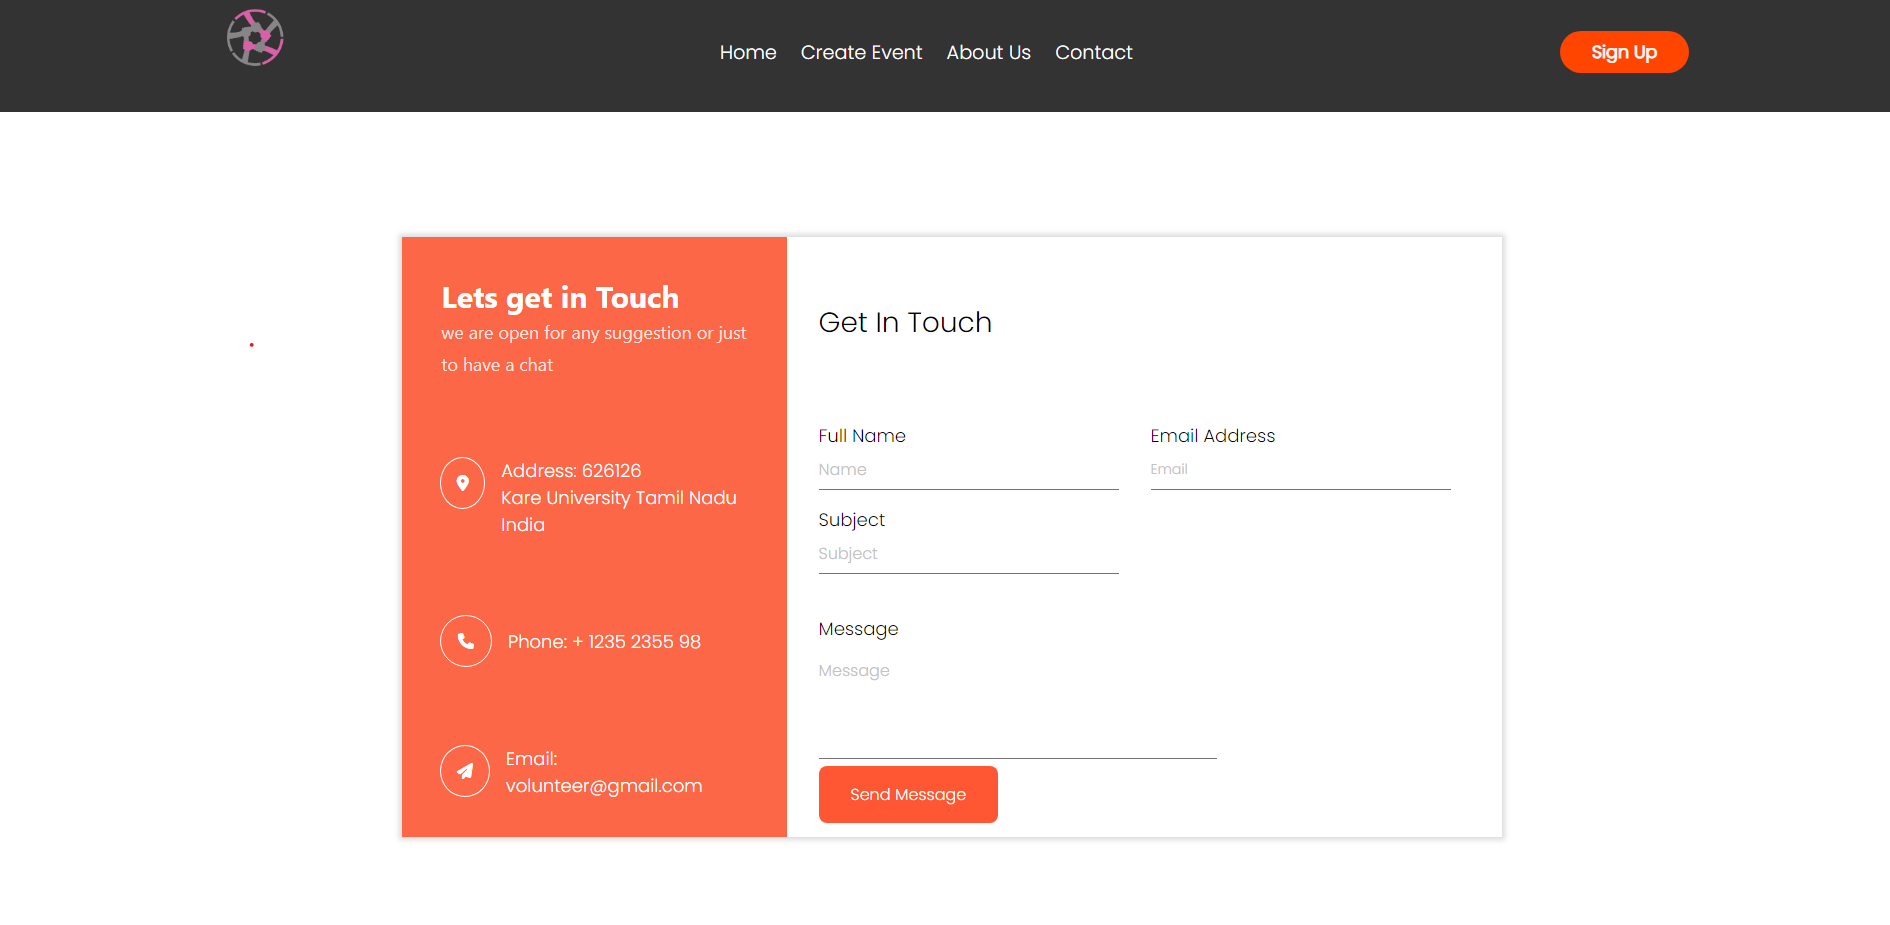 Home Create Event About Us Contact
Sign Up
Lets get in Touch
we are open for any suggestion or just
to have a chat
Address: 626126
Kare University Tamil Nadu
India
Phone: + 1235 2355 98
Email:
volunteer@gmail.com
Get In Touch
Full Name
Name
Email Address
Email
Subject
Subject
Message
Message
Send Message